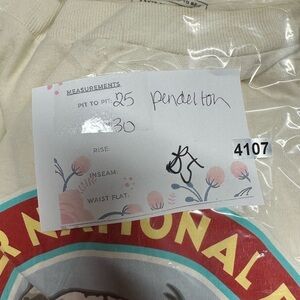 MEASUREMENTS
PIT TO PIT: 25 pendelton
30
RISE:
INSEAM:
WAIST FLAT:
4107
NATIONAL